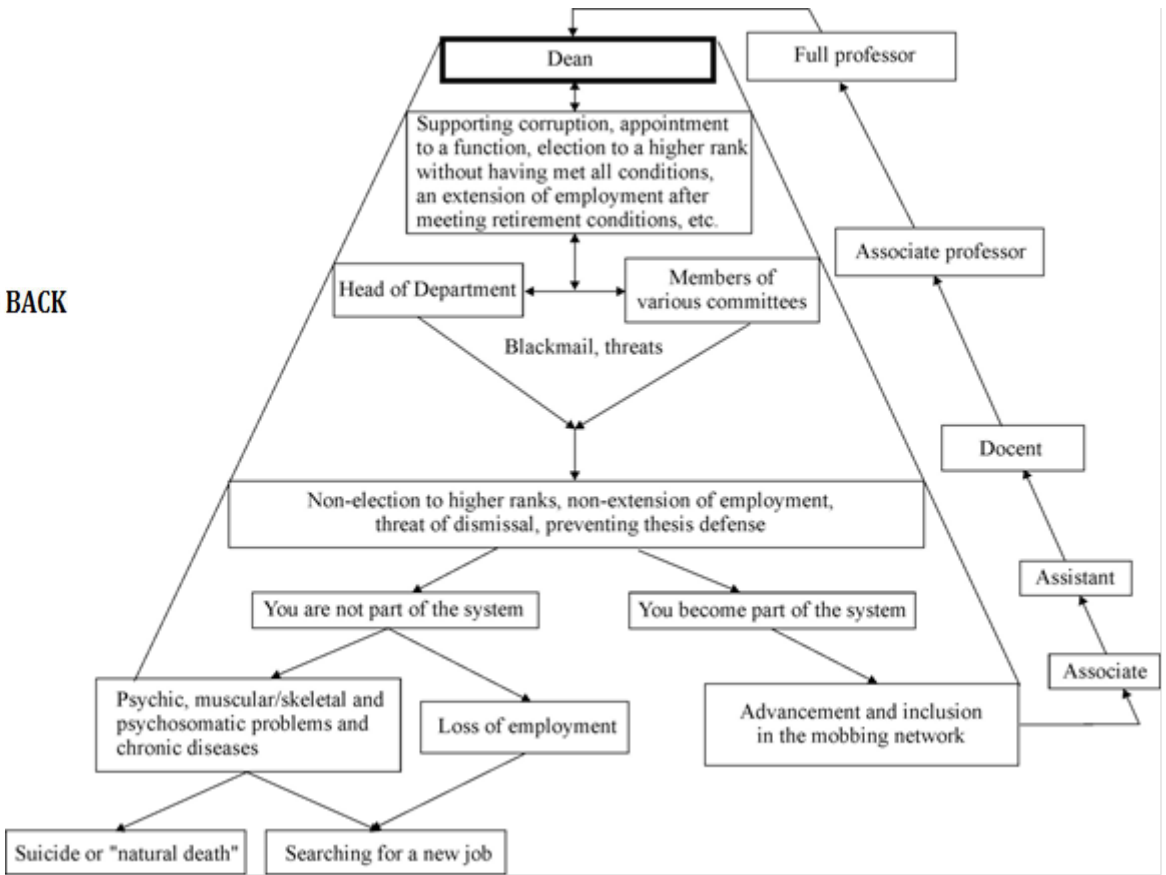 Dean
Full professor
Supporting corruption, appointment
to a function, election to a higher rank
without having met all conditions,
an extension of employment after
meeting retirement conditions, etc.
Associate professor
Head of Department
Members of
various committees
BACK
Blackmail, threats
Docent
Non-election to higher ranks, non-extension of employment,
threat of dismissal, preventing thesis defense
Assistant
You are not part of the system
You become part of the system
Associate
Psychic, muscular/skeletal and
psychosomatic problems and
chronic diseases
Loss of employment
Advancement and inclusion
in the mobbing network
Suicide or "natural death"
Searching for a new job